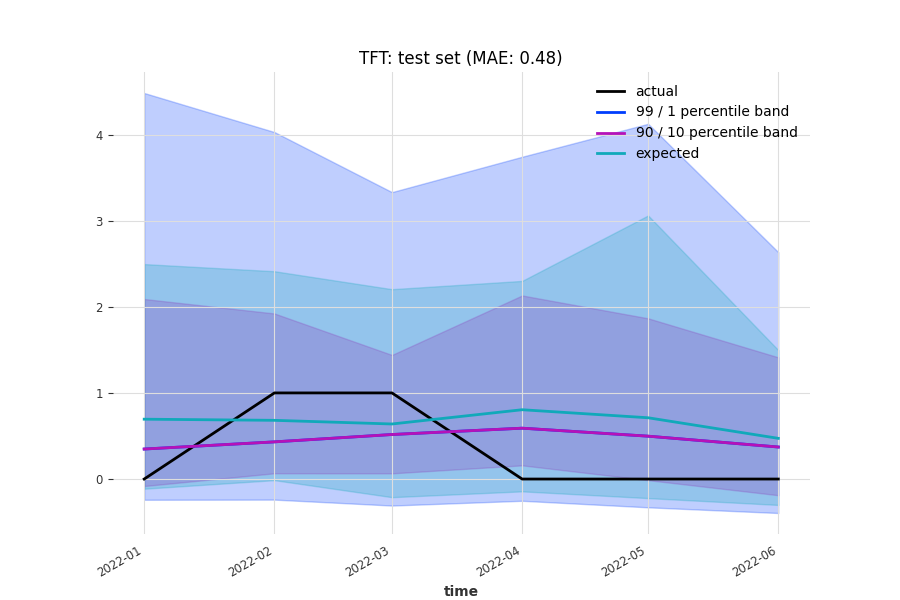 TFT: test set (MAE: 0.48)
actual
99 / 1 percentile band
90 / 10 percentile band
expected
4
3
2
1
0
2022-01
2022-02
2022-03
2022-04
2022-05
2022-06
time